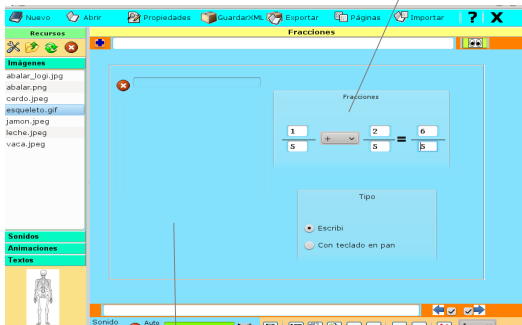 Nuevo Abrir Propiedades GuardarXML Exportar Páginas Importar ? X
Recursos
Fracciones
Imágenes
abalar_logi.jpg
abalar.png
cerdo.jpeg
esqueleto.gif
jamon.jpeg
leche.jpeg
vaca.jpeg
Fracciones
1 2 6
+ =
5 5 5
Tipo
Escribi
Con teclado en pan
Sonidos
Animaciones
Textos
Sonido Auto